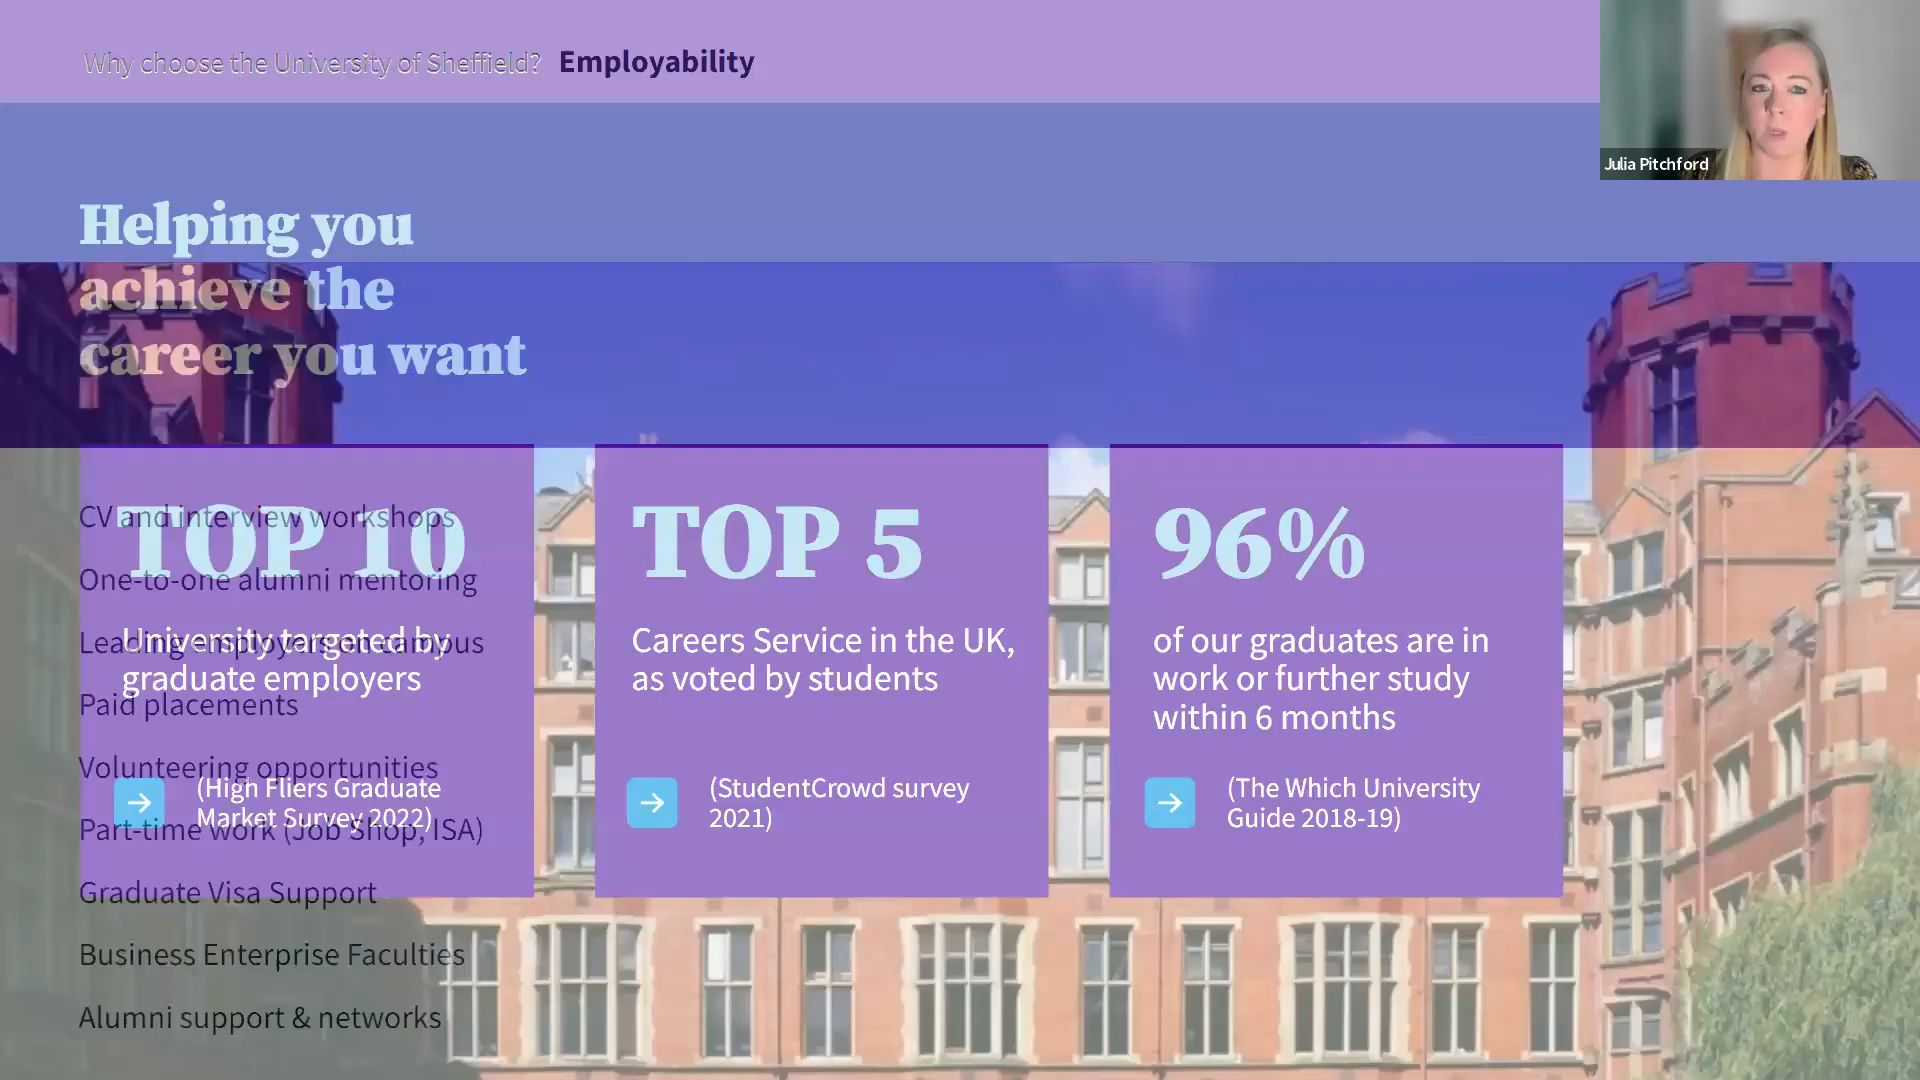 Why choose the University of Sheffield? Employability
Julia Pitchford
Helping you
achieve the
career you want
TOP 10
University targeted by
graduate employers
(High Fliers Graduate
Market Survey 2022)
TOP 5
Careers Service in the UK,
as voted by students
(StudentCrowd survey
2021)
96%
of our graduates are in
work or further study
within 6 months
(The Which University
Guide 2018-19)
CV and interview workshops
One-to-one alumni mentoring
Leading employers on campus
Paid placements
Volunteering opportunities
Part-time work (Job Shop, ISA)
Graduate Visa Support
Business Enterprise Faculties
Alumni support & networks